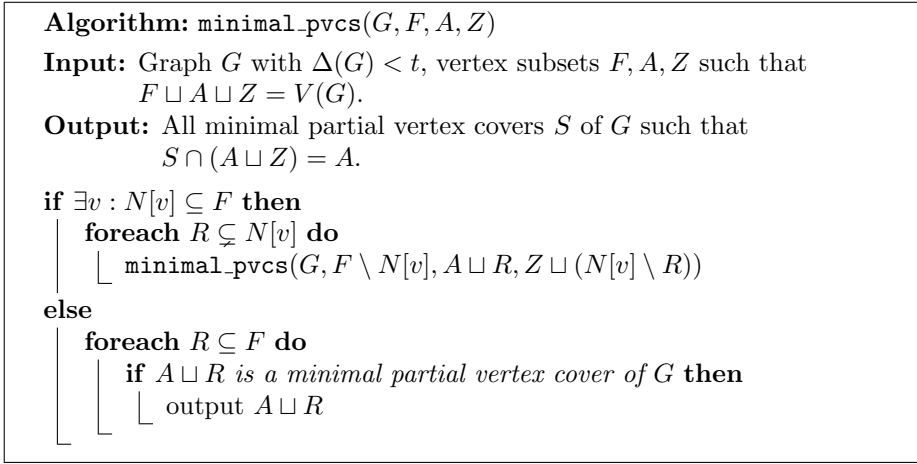 Algorithm: minimal_pvcs(G, F, A, Z)
Input: Graph G with Δ(G) < t, vertex subsets F, A, Z such that
F ⊔ A ⊔ Z = V(G).
Output: All minimal partial vertex covers S of G such that
S ∩ (A ⊔ Z) = A.
if ∃v : N[v] ⊆ F then
foreach R ⊊ N[v] do
minimal_pvcs(G, F \ N[v], A ⊔ R, Z ⊔ (N[v] \ R))
else
foreach R ⊆ F do
if A ⊔ R is a minimal partial vertex cover of G then
output A ⊔ R